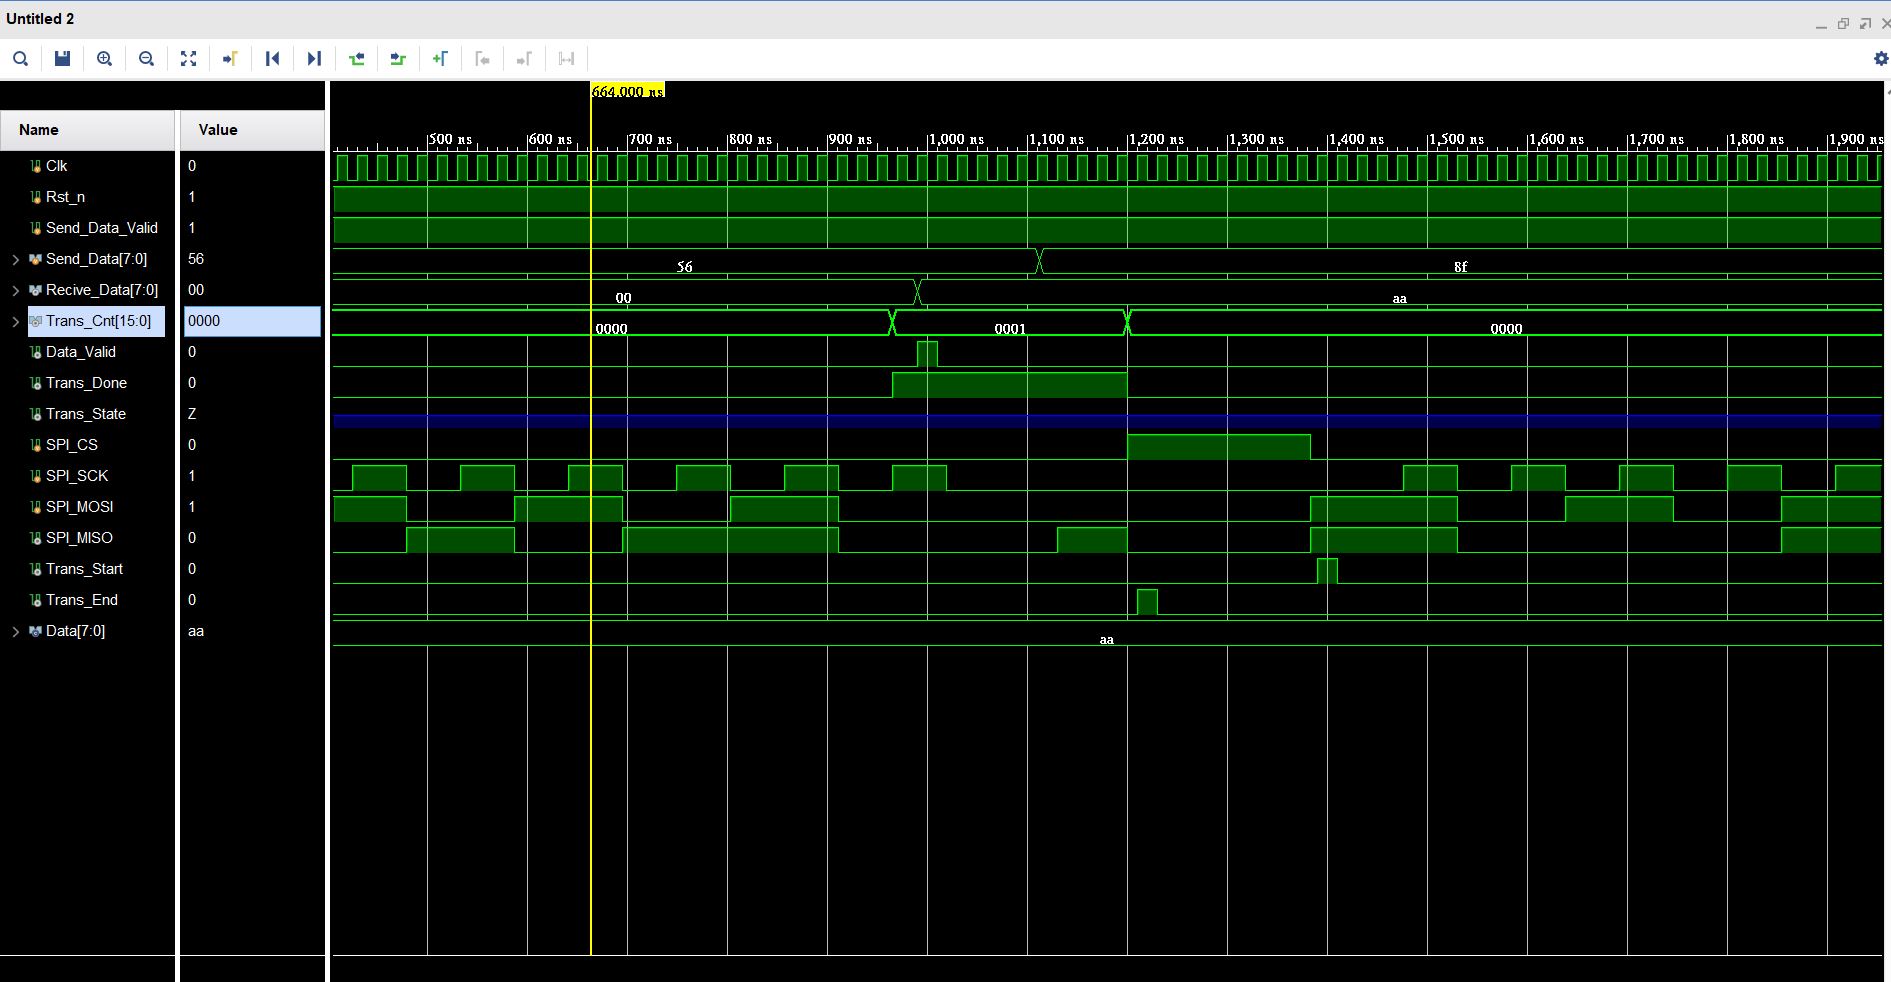 Untitled 2
664.000 ns
Name Value
500 ns 600 ns 700 ns 800 ns 900 ns 1,000 ns 1,100 ns 1,200 ns 1,300 ns 1,400 ns 1,500 ns 1,600 ns 1,700 ns 1,800 ns 1,900 ns
Clk 0
Rst_n 1
Send_Data_Valid 1
Send_Data[7:0] 56 56 8f
Recive_Data[7:0] 00 00 aa
Trans_Cnt[15:0] 0000 0000 0001 0000
Data_Valid 0
Trans_Done 0
Trans_State Z
SPI_CS 0
SPI_SCK 1
SPI_MOSI 1
SPI_MISO 0
Trans_Start 0
Trans_End 0
Data[7:0] aa aa